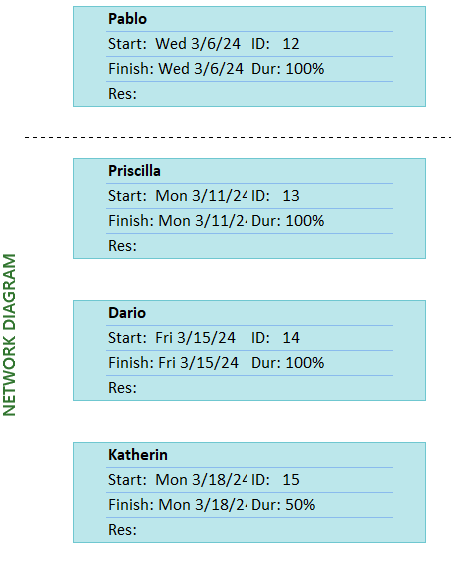 Pablo
Start: Wed 3/6/24 ID: 12
Finish: Wed 3/6/24 Dur: 100%
Res:
Priscilla
Start: Mon 3/11/24 ID: 13
Finish: Mon 3/11/2 Dur: 100%
Res:
NETWORK DIAGRAM
Dario
Start: Fri 3/15/24 ID: 14
Finish: Fri 3/15/24 Dur: 100%
Res:
Katherin
Start: Mon 3/18/24 ID: 15
Finish: Mon 3/18/2 Dur: 50%
Res: